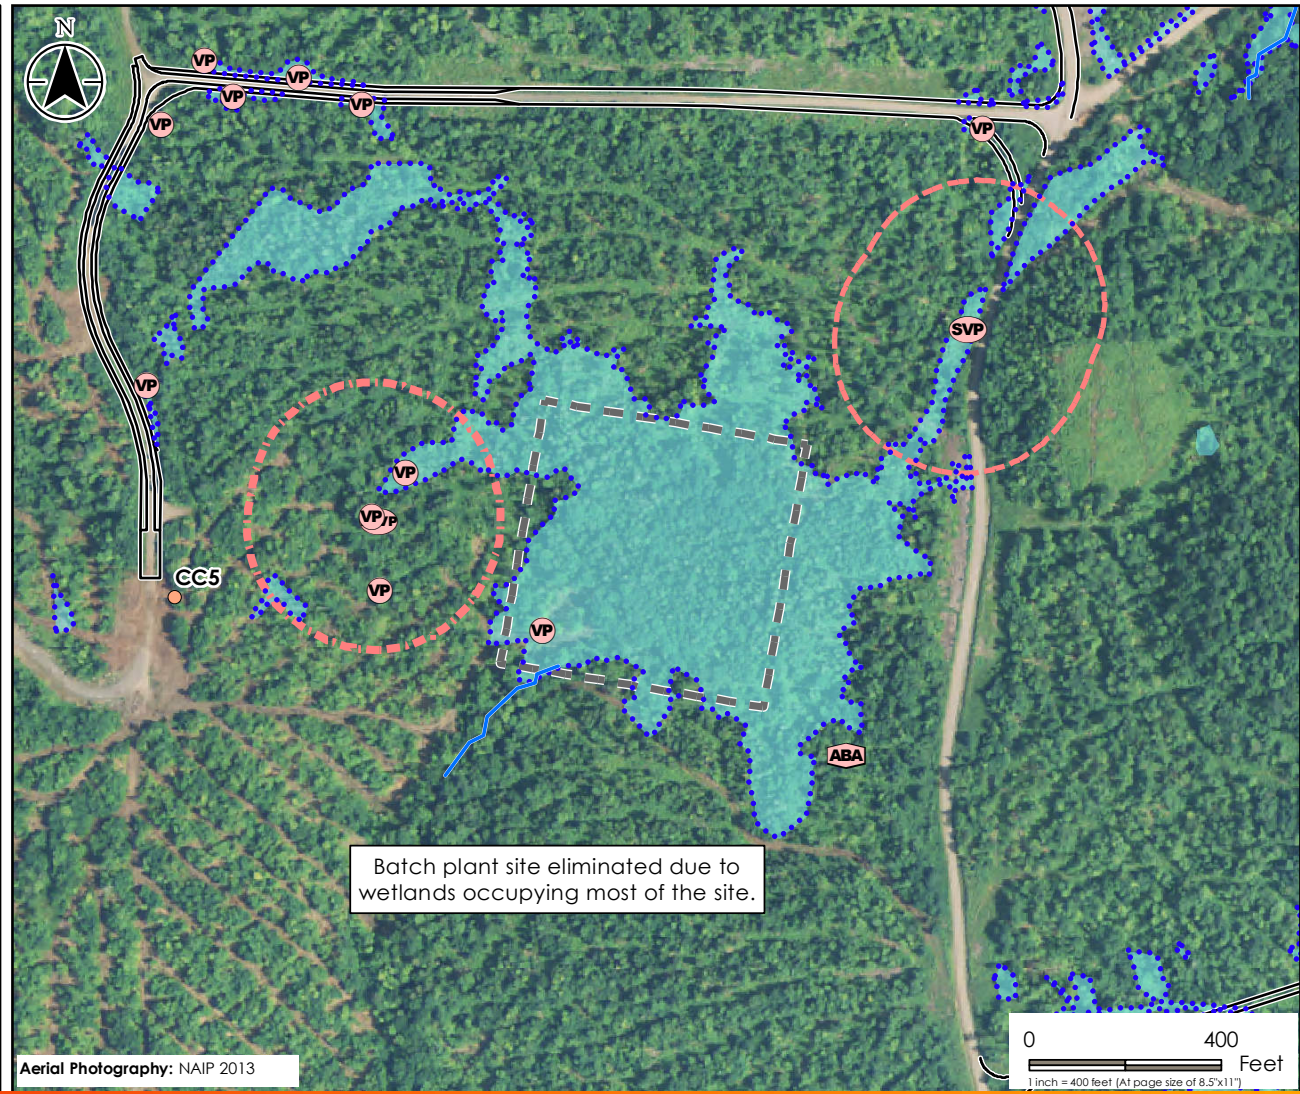 N
VP
VP
VP
VP
VP
VP
SVP
VP
VP
VP
VP
CC5
VP
VP
ABA
Batch plant site eliminated due to
wetlands occupying most of the site.
0 400
Feet
1 inch = 400 feet (At page size of 8.5"x11")
Aerial Photography: NAIP 2013